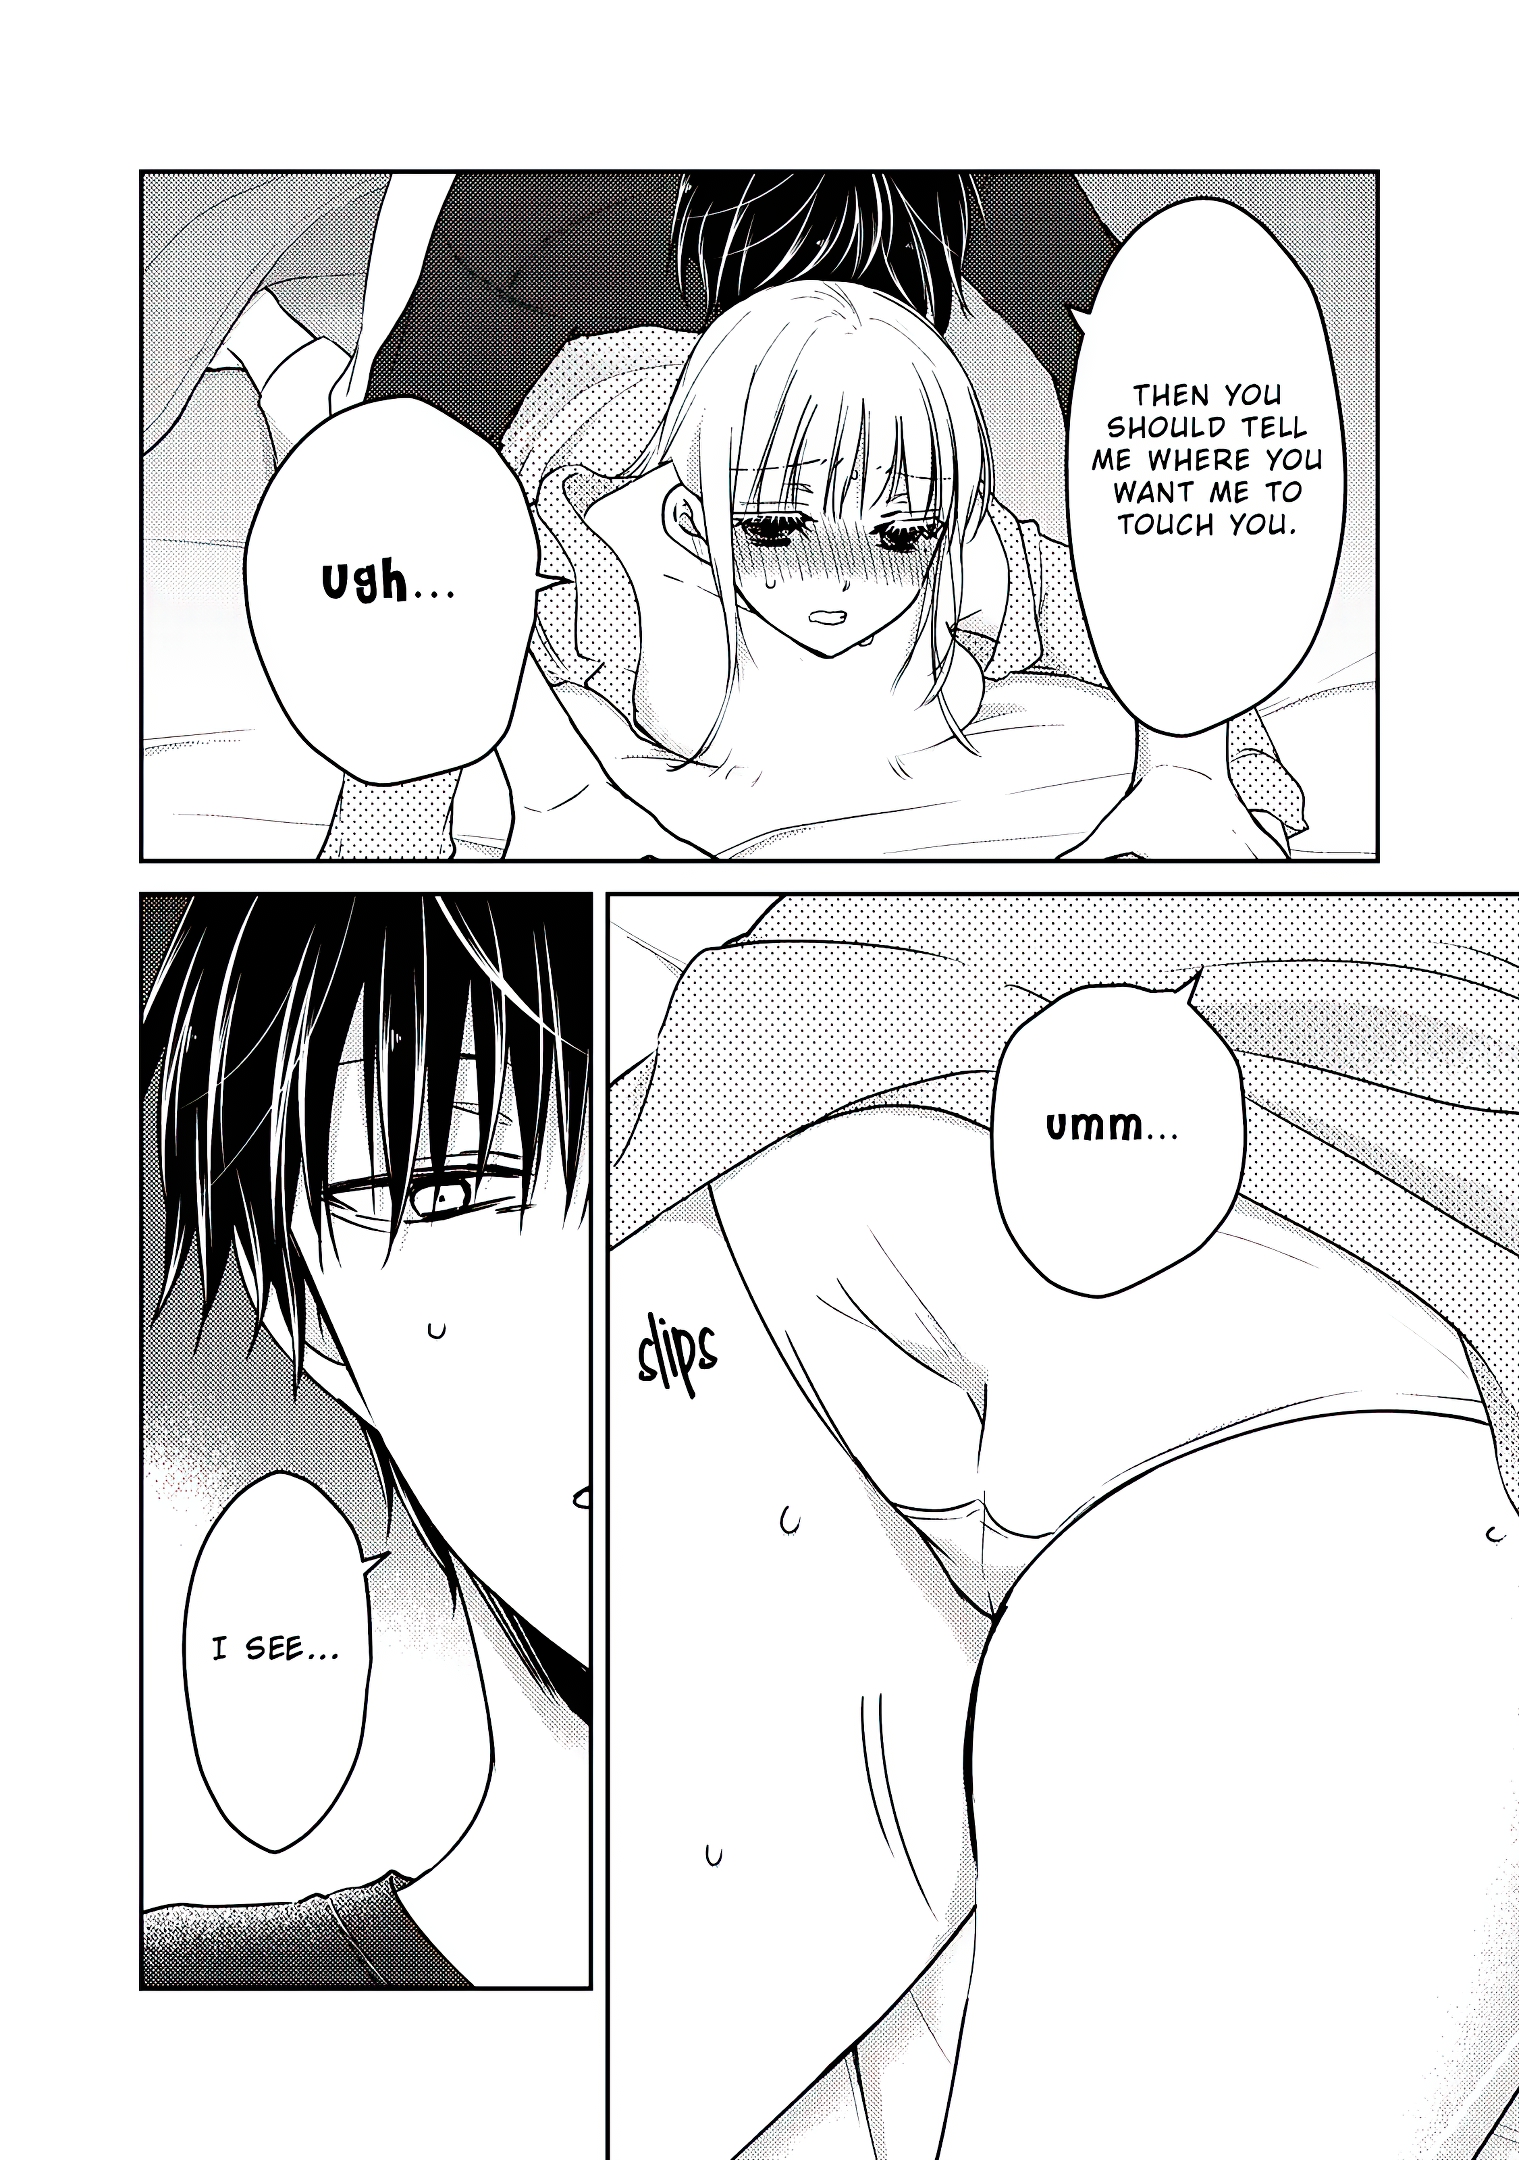 THEN YOU
SHOULD TELL
ME WHERE YOU
WANT ME TO
TOUCH YOU.
ugh...
umm...
slips
I SEE...